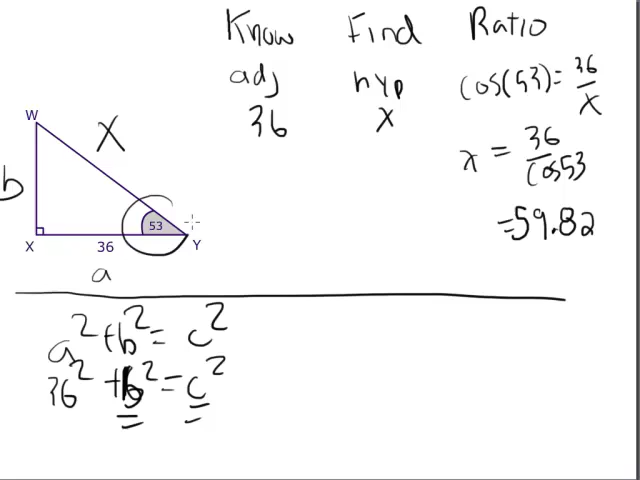 Know Find Ratio
adj hyp cos(53)=36/x
36 x
x = 36/cos53
=59.82
W
X
b
53
X 36 Y
a
a²+b²=c²
36²+b²=c²